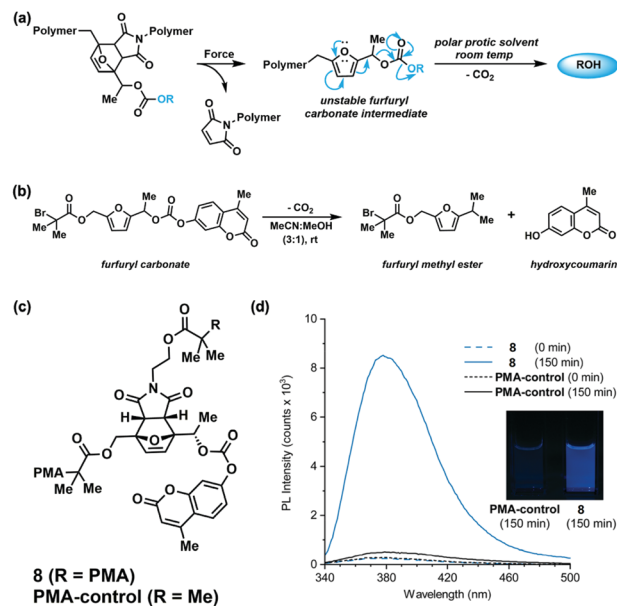 (a)
Polymer
O
O
N
Polymer
O
Me
O
O
OR
Force
O
N
Polymer
O
Polymer
O
Me
O
O
OR
unstable furfuryl
carbonate intermediate
polar protic solvent
room temp
- CO2
ROH
(b)
Br
Me
Me
O
O
O
Me
O
O
O
Me
O
O
furfuryl carbonate
- CO2
MeCN:MeOH
(3:1), rt
Br
Me
Me
O
O
O
Me
Me
furfuryl methyl ester
+
Me
HO
O
O
hydroxycoumarin
(c)
R
O
Me
Me
O
N
O
O
H
H
Me
O
O
O
O
O
O
PMA
Me
Me
O
O
Me
8 (R = PMA)
PMA-control (R = Me)
(d)
PL Intensity (counts x 10³)
10
8
6
4
2
0
8 (0 min)
8 (150 min)
PMA-control (0 min)
PMA-control (150 min)
PMA-control
(150 min)
8
(150 min)
340
380
420
460
500
Wavelength (nm)